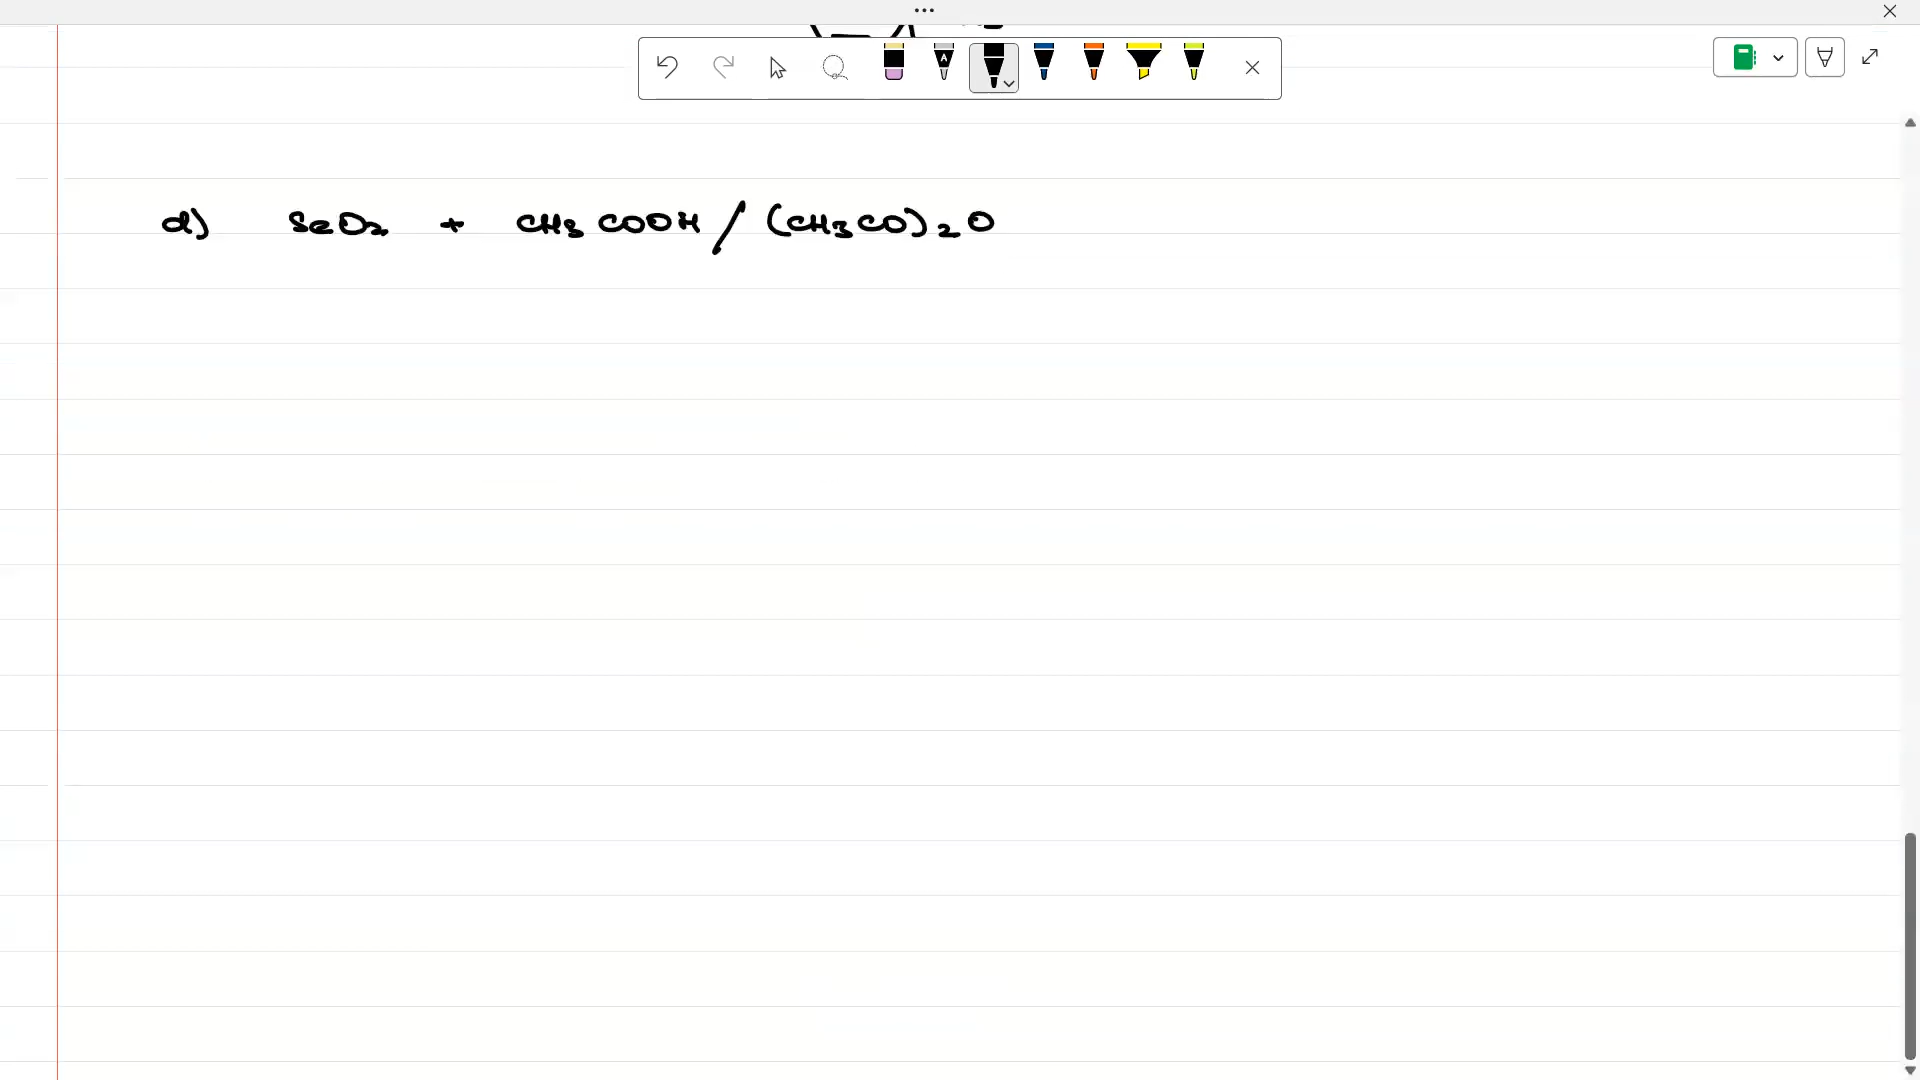 d) SeO2 + CH3COOH / (CH3CO)2O